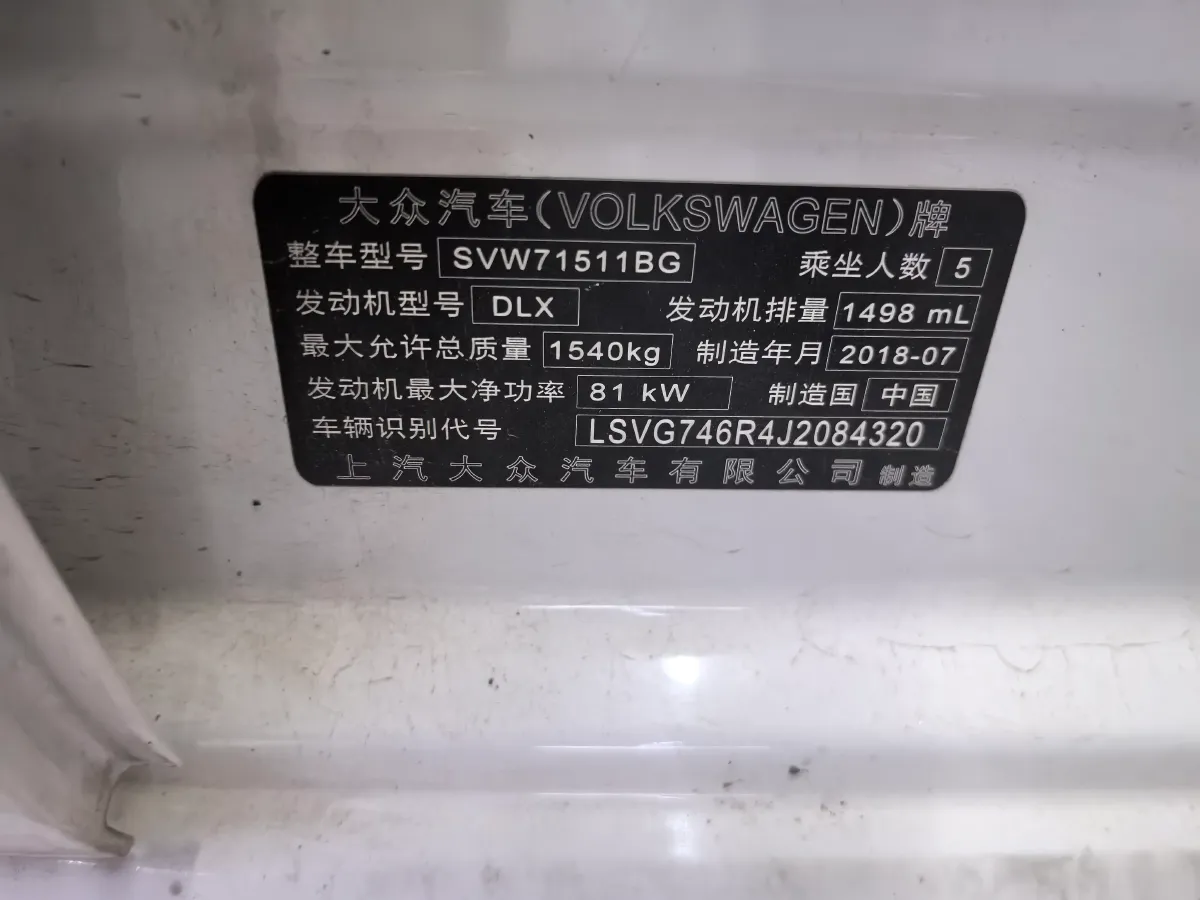 大众汽车(VOLKSWAGEN)牌
整车型号 SVW71511BG 乘坐人数 5
发动机型号 DLX 发动机排量 1498 mL
最大允许总质量 1540kg 制造年月 2018-07
发动机最大净功率 81 kW 制造国 中国
车辆识别代号 LSVG746R4J2084320
上汽大众汽车有限公司 制造